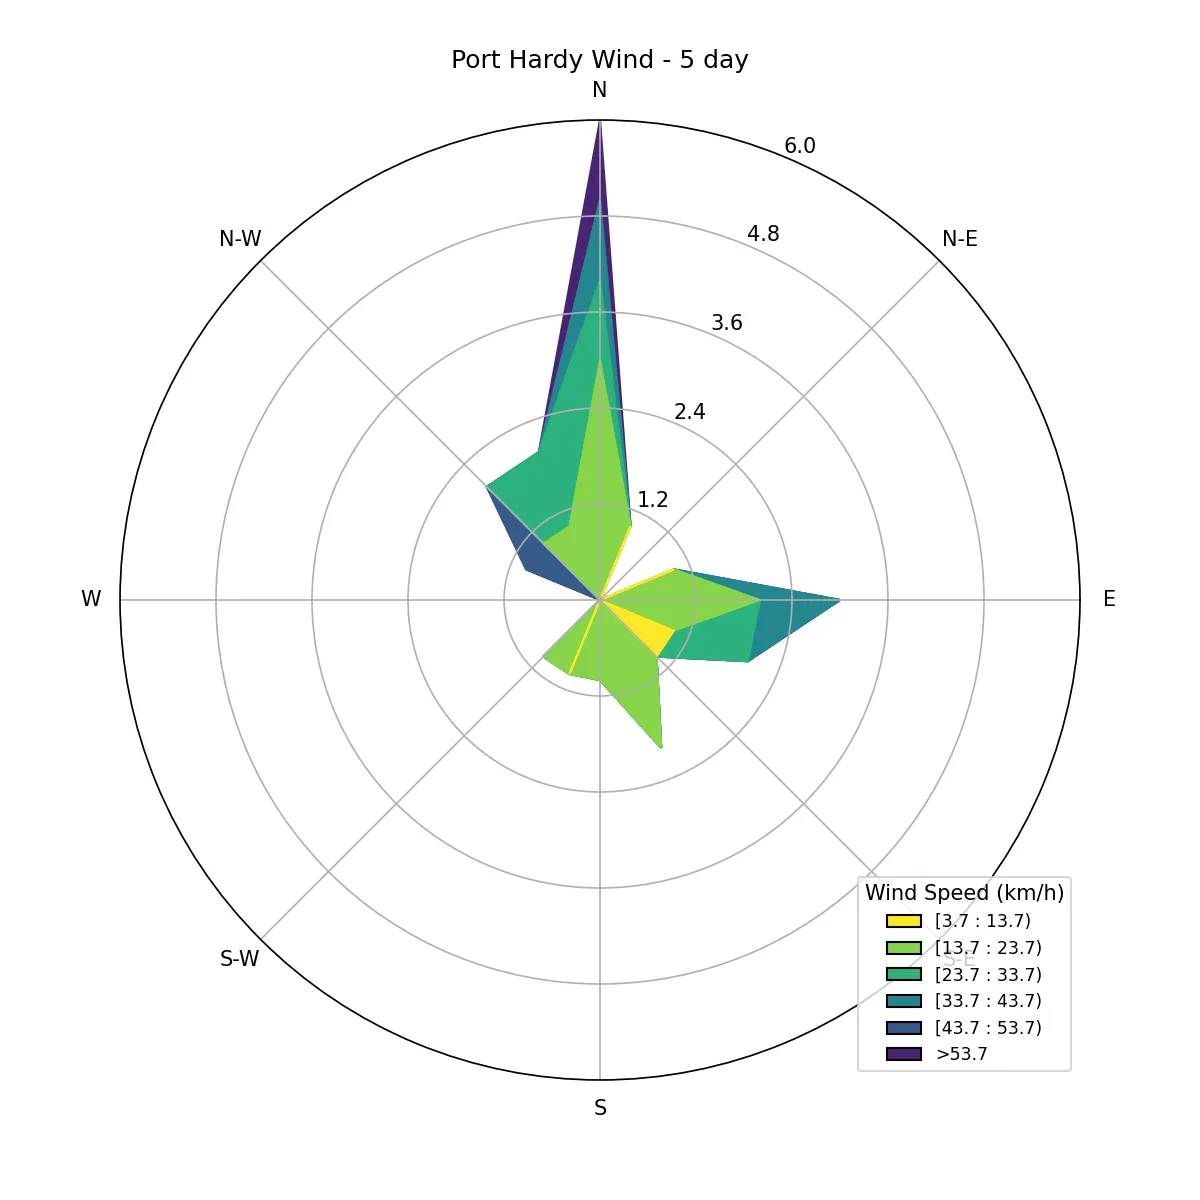 Port Hardy Wind - 5 day
N
6.0
N-W
4.8
N-E
3.6
2.4
1.2
W
E
Wind Speed (km/h)
[3.7 : 13.7)
[13.7 : 23.7)
S-W
S-E
[23.7 : 33.7)
[33.7 : 43.7)
[43.7 : 53.7)
>53.7
S